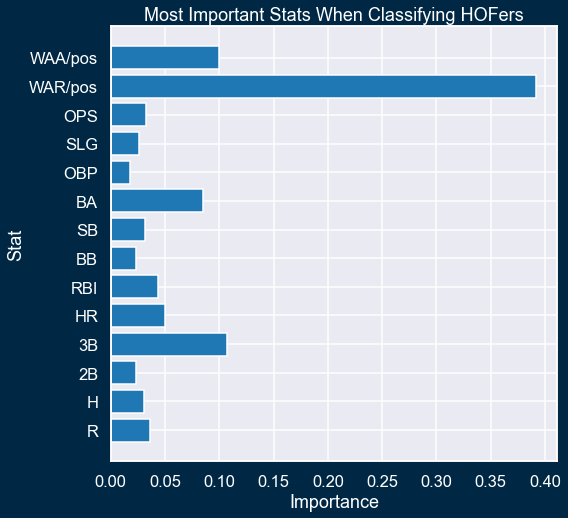 Most Important Stats When Classifying HOFers
WAA/pos
WAR/pos
OPS
SLG
OBP
BA
SB
BB
RBI
HR
3B
2B
H
R
Stat
0.00 0.05 0.10 0.15 0.20 0.25 0.30 0.35 0.40
Importance